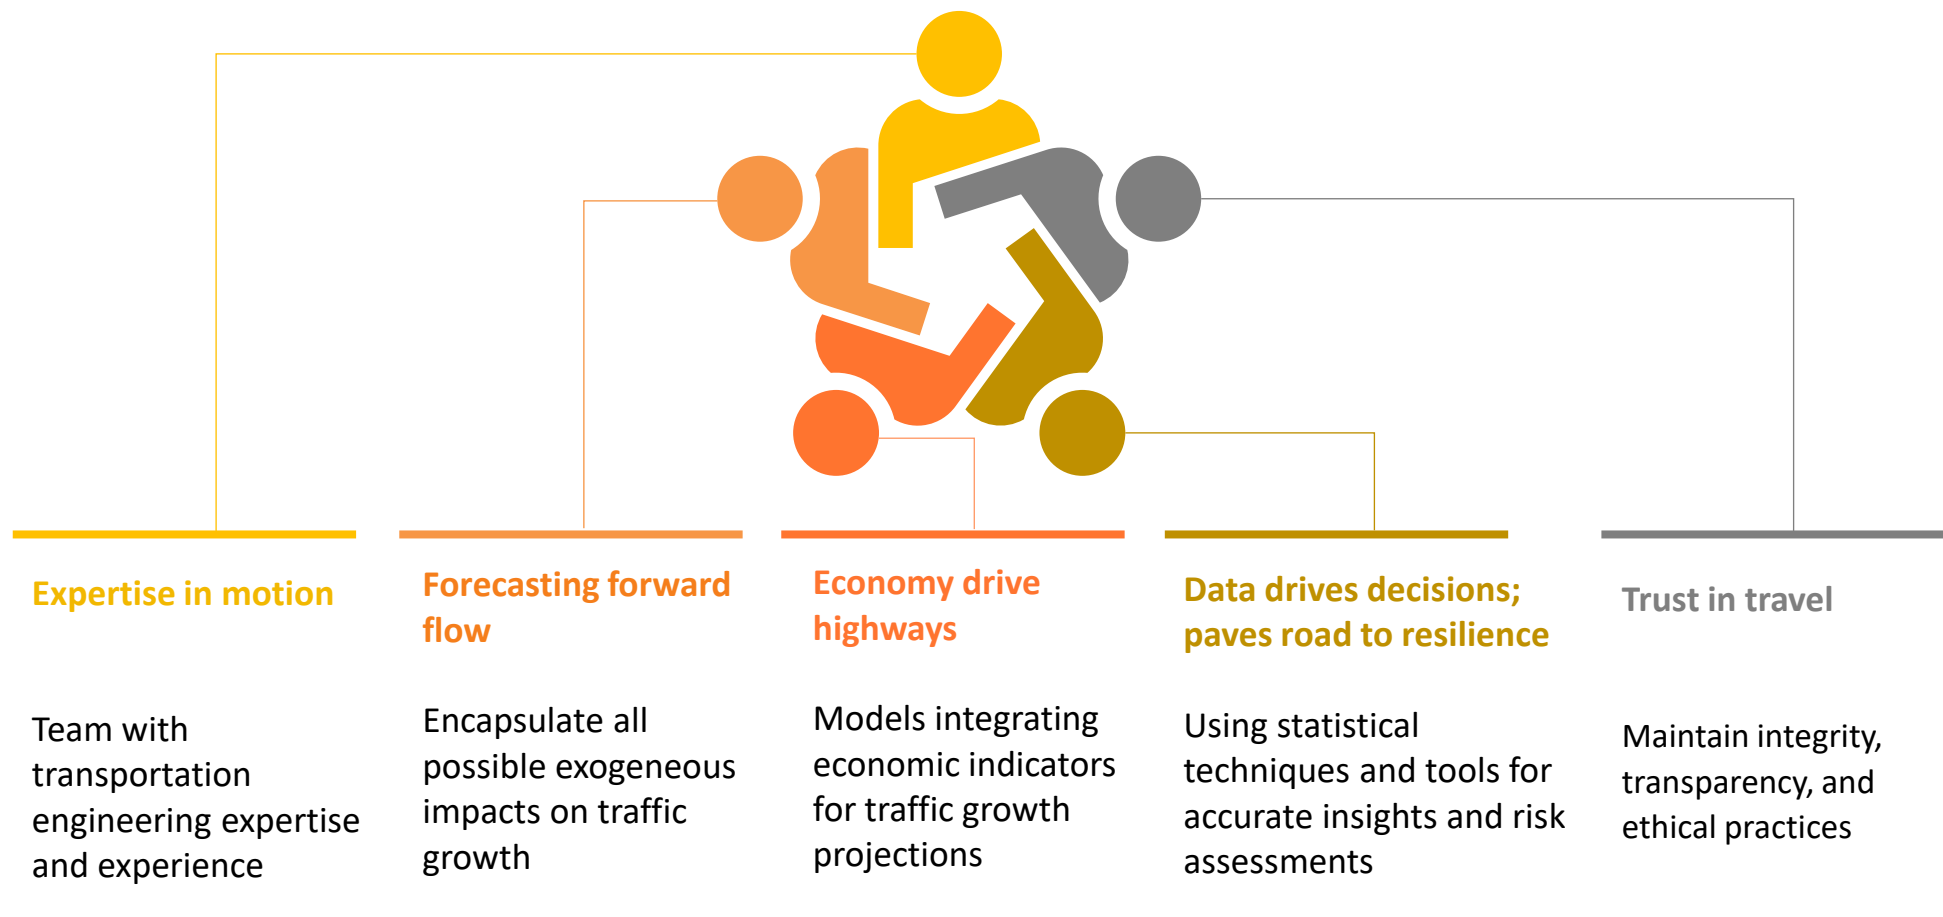 Expertise in motion
Team with
transportation
engineering expertise
and experience
Forecasting forward
flow
Encapsulate all
possible exogeneous
impacts on traffic
growth
Economy drive
highways
Models integrating
economic indicators
for traffic growth
projections
Data drives decisions;
paves road to resilience
Using statistical
techniques and tools for
accurate insights and risk
assessments
Trust in travel
Maintain integrity,
transparency, and
ethical practices